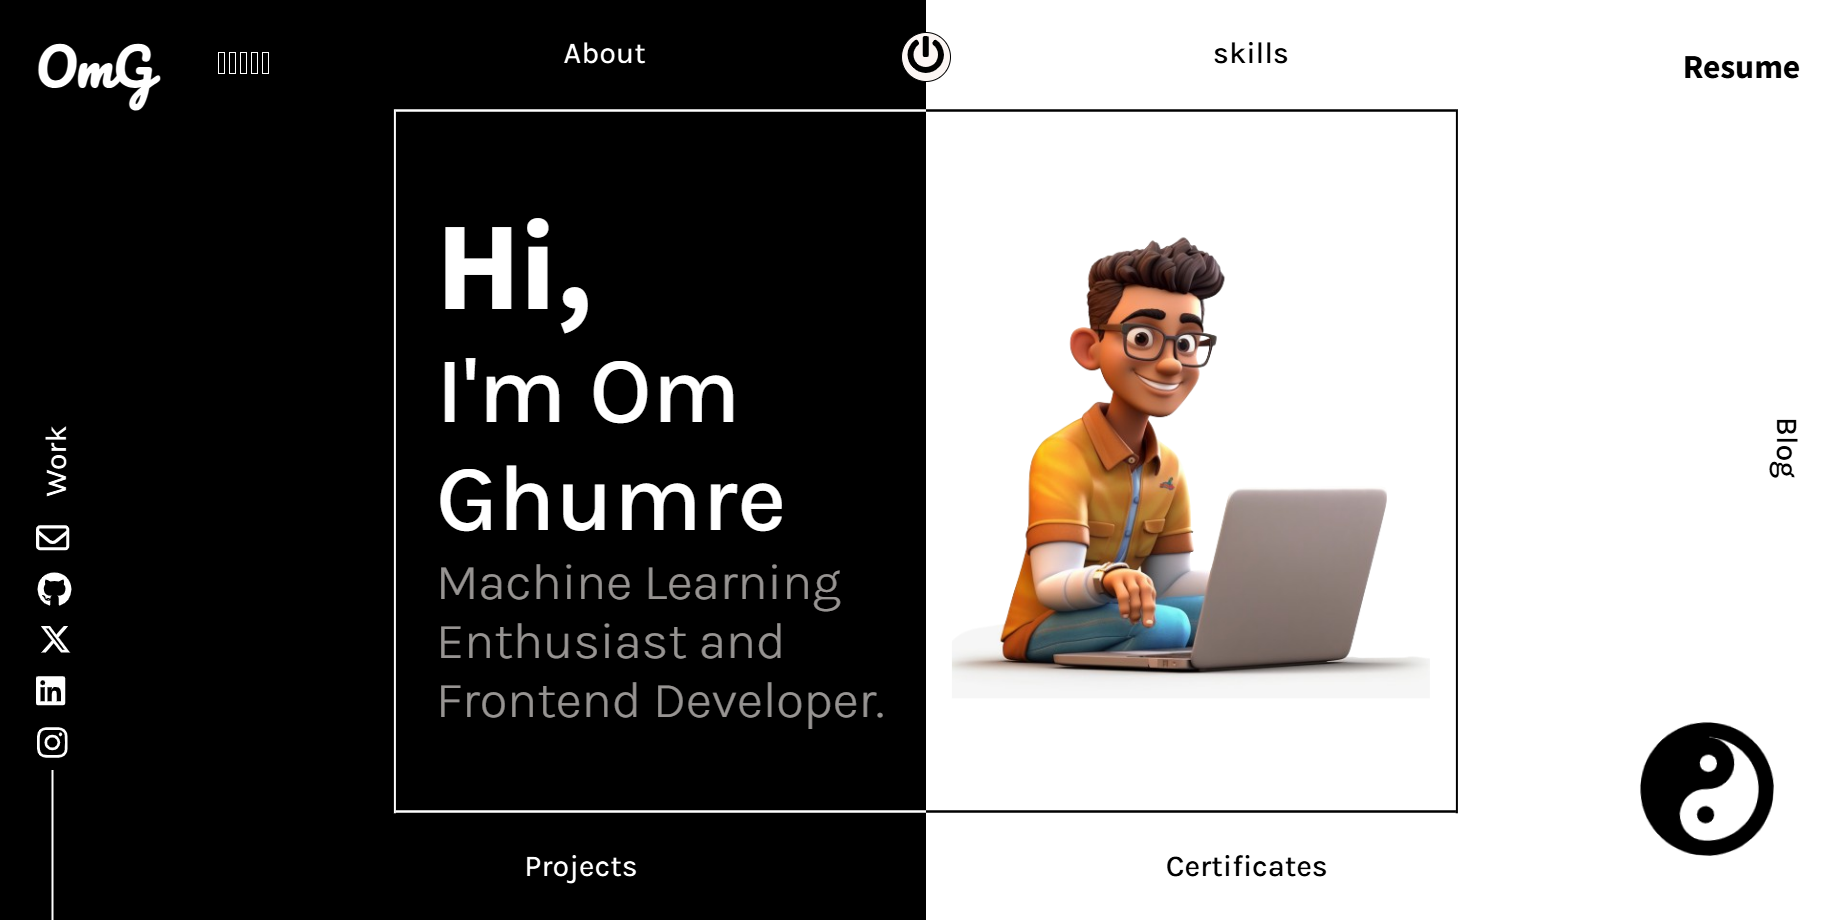 OmG
About
skills
Resume
Hi,
I'm Om
Ghumre
Machine Learning
Enthusiast and
Frontend Developer.
Work
Blog
Projects
Certificates